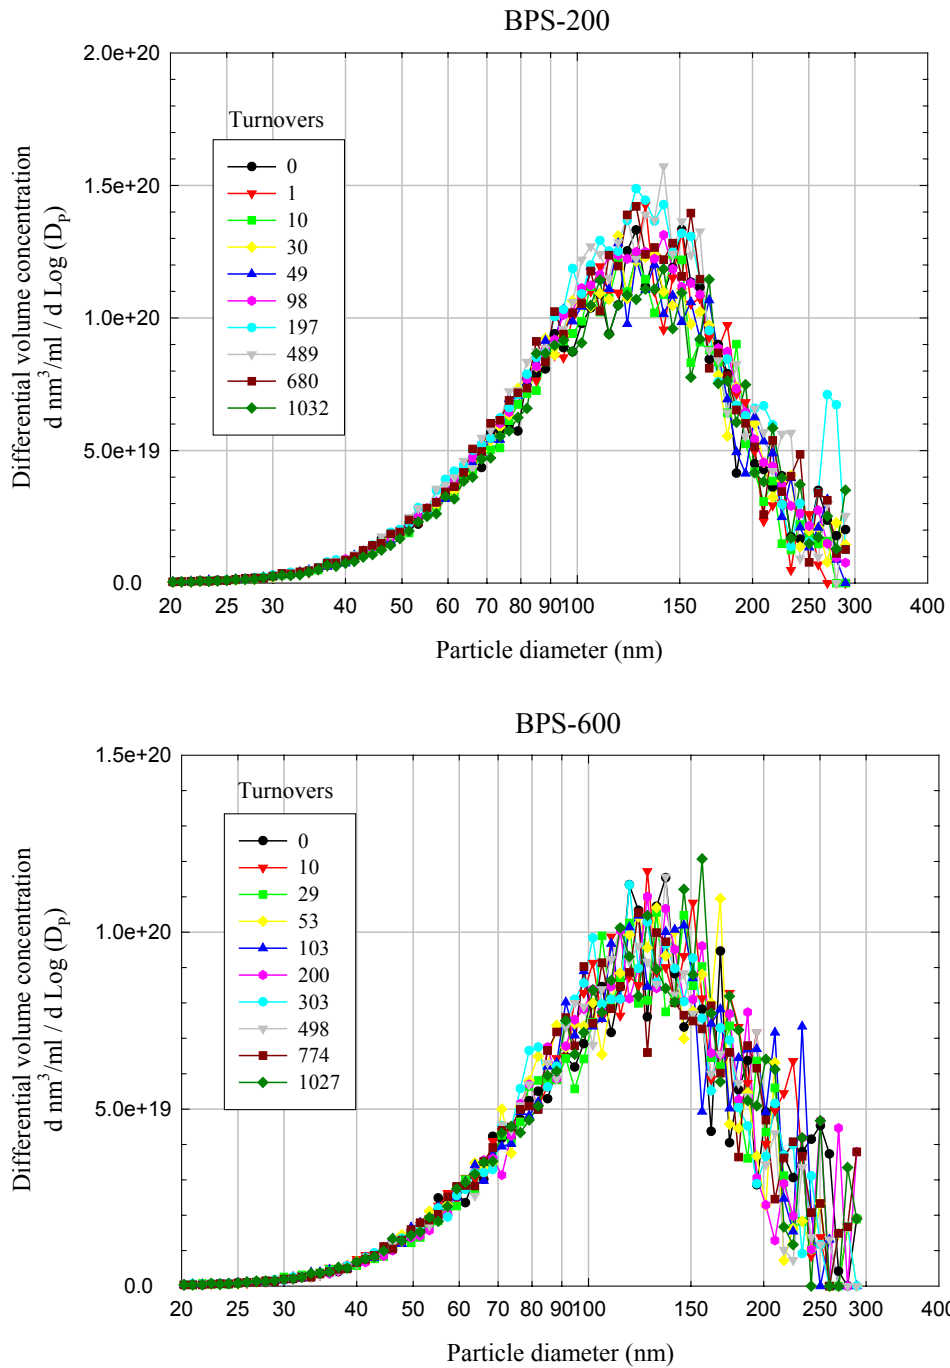 BPS-200
2.0e+20
1.5e+20
1.0e+20
5.0e+19
0.0
Differential volume concentration
d nm³/ml / d Log (Dₚ)
Turnovers
0
1
10
30
49
98
197
489
680
1032
20 25 30 40 50 60 70 80 90 100 150 200 250 300 400
Particle diameter (nm)
BPS-600
1.5e+20
1.0e+20
5.0e+19
0.0
Differential volume concentration
d nm³/ml / d Log (Dₚ)
Turnovers
0
10
29
53
103
200
303
498
774
1027
20 25 30 40 50 60 70 80 90 100 150 200 250 300 400
Particle diameter (nm)